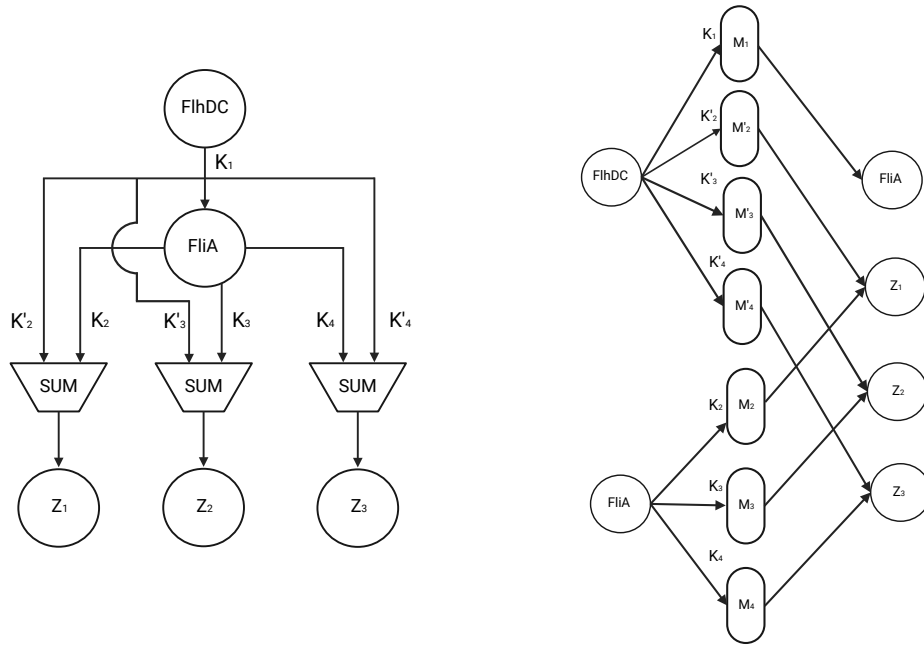 FlhDC
K₁
FliA
K'₂
K₂
K'₃
K₃
K₄
K'₄
SUM
SUM
SUM
Z₁
Z₂
Z₃
K₁
M₁
K'₂
M'₂
FlhDC
K'₃
M'₃
K'₄
M'₄
FliA
Z₁
K₂
M₂
Z₂
FliA
K₃
M₃
Z₃
K₄
M₄